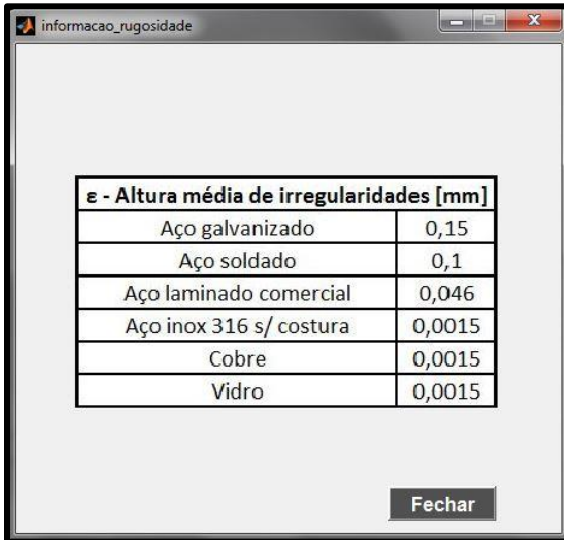 informacao_rugosidade
ε - Altura média de irregularidades [mm]
Aço galvanizado 0,15
Aço soldado 0,1
Aço laminado comercial 0,046
Aço inox 316 s/ costura 0,0015
Cobre 0,0015
Vidro 0,0015
Fechar